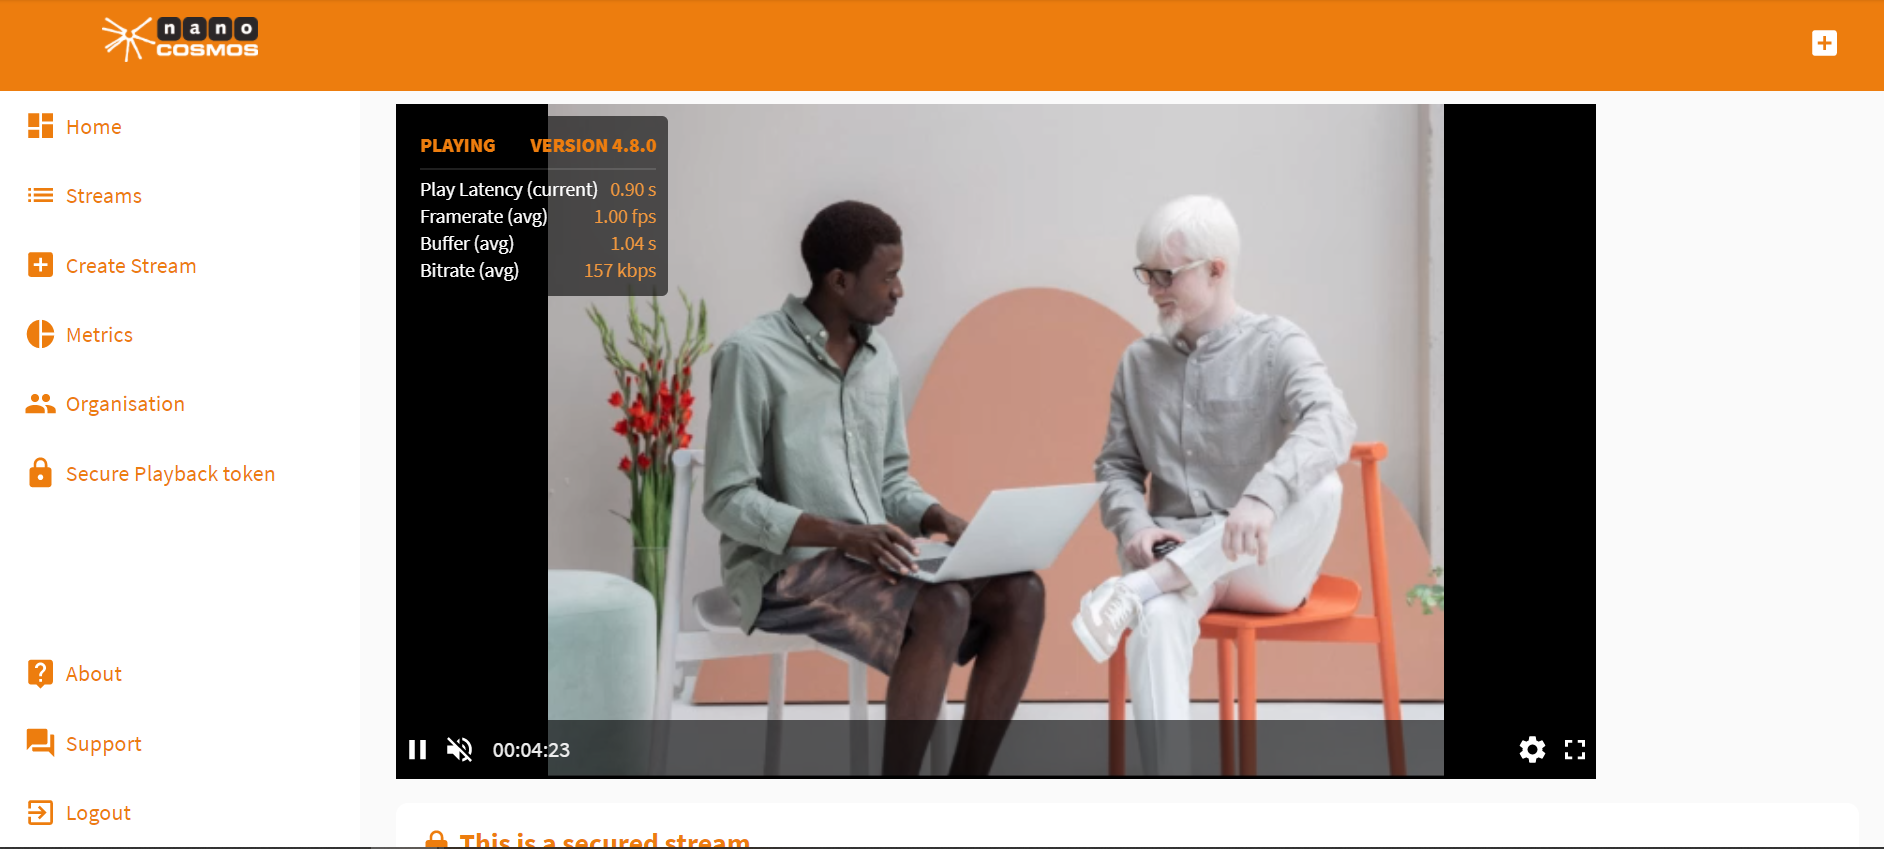 nano
COSMOS
Home
Streams
Create Stream
Metrics
Organisation
Secure Playback token
About
Support
Logout
PLAYING VERSION 4.8.0
Play Latency (current) 0.90 s
Framerate (avg) 1.00 fps
Buffer (avg) 1.04 s
Bitrate (avg) 157 kbps
00:04:23
This is a secured stream